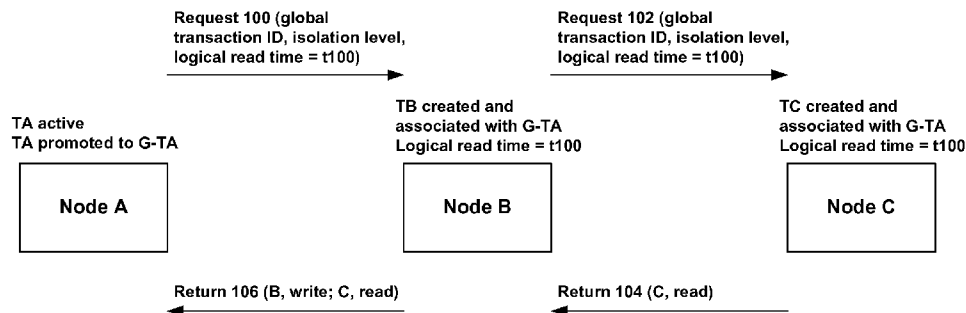 Request 100 (global
transaction ID, isolation level,
logical read time = t100)
Request 102 (global
transaction ID, isolation level,
logical read time = t100)
TA active
TA promoted to G-TA
TB created and
associated with G-TA
Logical read time = t100
TC created and
associated with G-TA
Logical read time = t100
Node A
Node B
Node C
Return 106 (B, write; C, read)
Return 104 (C, read)